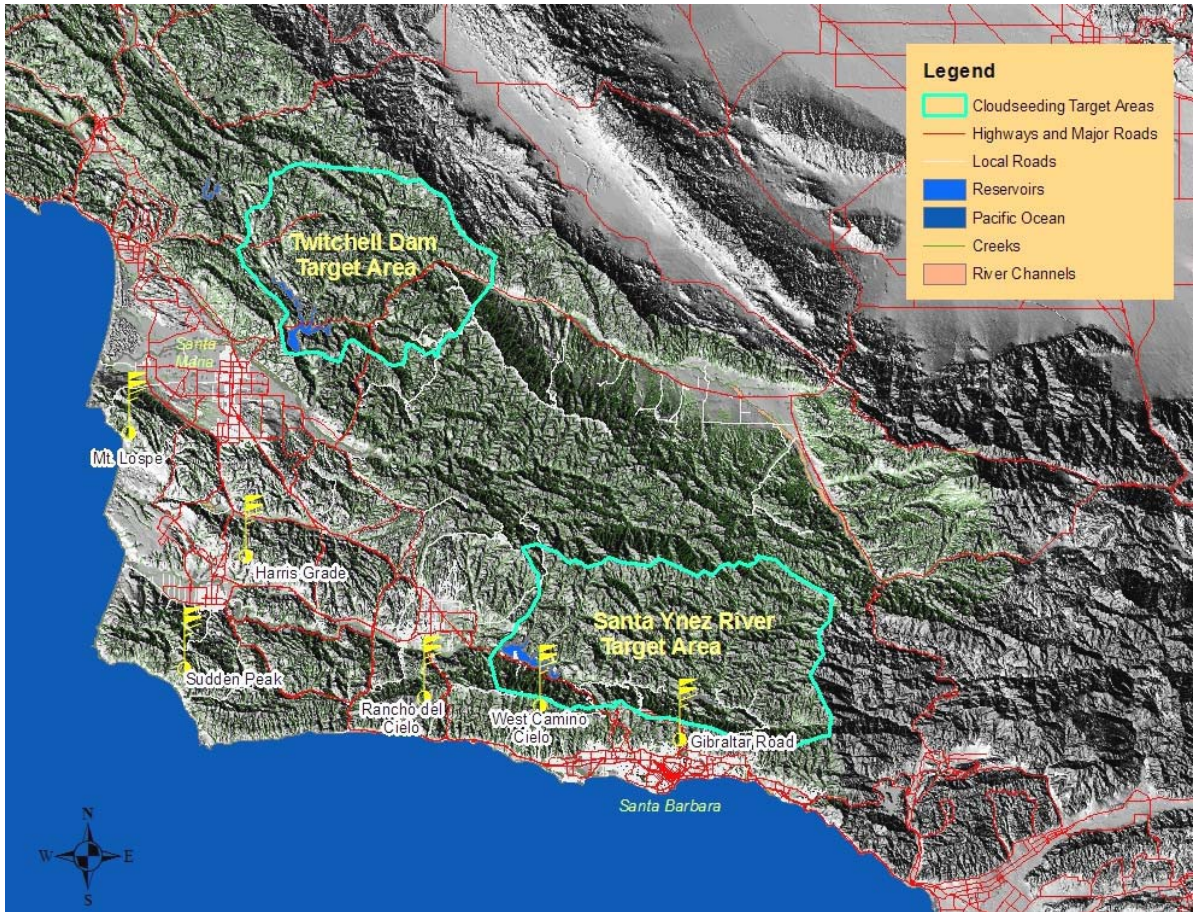 Legend
Cloudseeding Target Areas
Highways and Major Roads
Local Roads
Reservoirs
Pacific Ocean
Creeks
River Channels
Twitchell Dam
Target Area
Santa
Maria
Mt. Lospe
Harris Grade
Sudden Peak
Santa Ynez River
Target Area
Rancho del
Cielo
West Camino
Cielo
Gibraltar Road
Santa Barbara
N
W
E
S